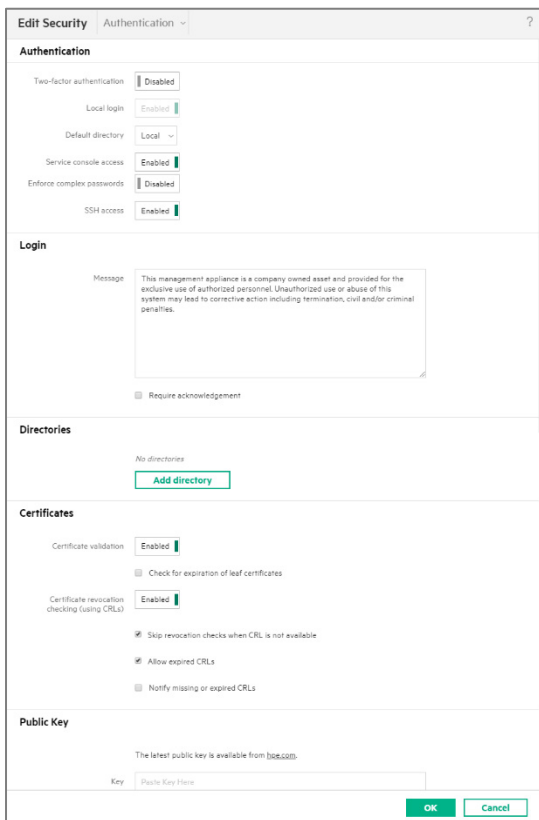 Edit Security Authentication ?
Authentication
Two-factor authentication Disabled
Local login Enabled
Default directory Local
Service console access Enabled
Enforce complex passwords Disabled
SSH access Enabled
Login
Message This management appliance is a company owned asset and provided for the
exclusive use of authorized personnel. Unauthorized use or abuse of this
system may lead to corrective action including termination, civil and/or criminal
penalties.
Require acknowledgement
Directories
No directories
Add directory
Certificates
Certificate validation Enabled
Check for expiration of leaf certificates
Certificate revocation Enabled
checking (using CRLs)
Skip revocation checks when CRL is not available
Allow expired CRLs
Notify missing or expired CRLs
Public Key
The latest public key is available from hpe.com.
Key Paste Key Here
OK Cancel